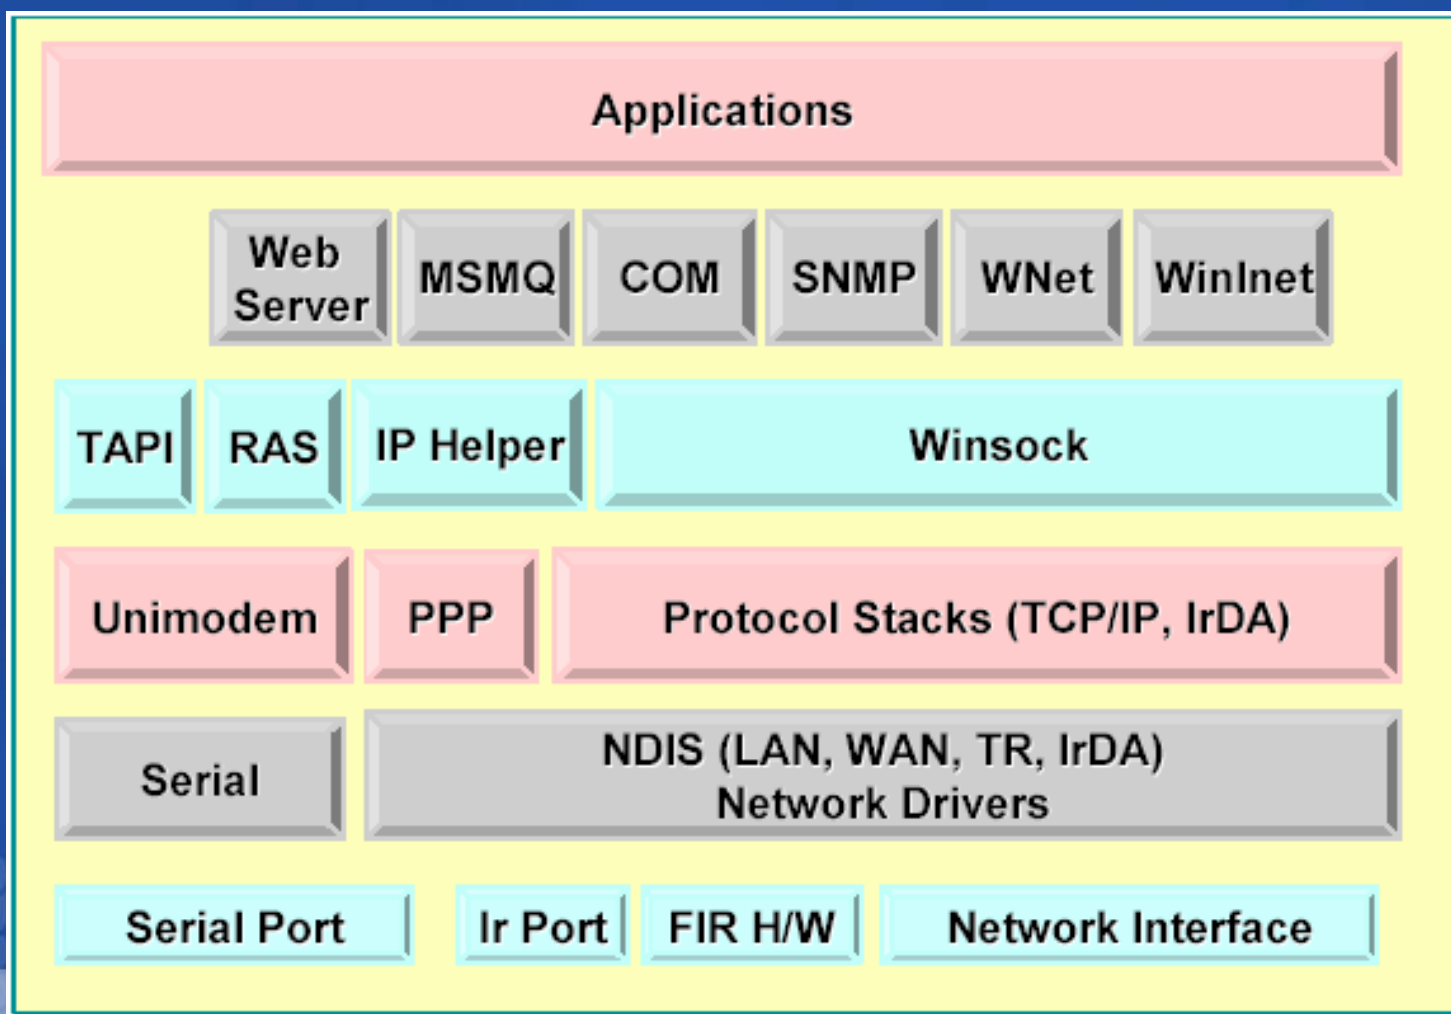 Applications
Web
Server
MSMQ
COM
SNMP
WNet
WinInet
TAPI
RAS
IP Helper
Winsock
Unimodem
PPP
Protocol Stacks (TCP/IP, IrDA)
Serial
NDIS (LAN, WAN, TR, IrDA)
Network Drivers
Serial Port
Ir Port
FIR H/W
Network Interface